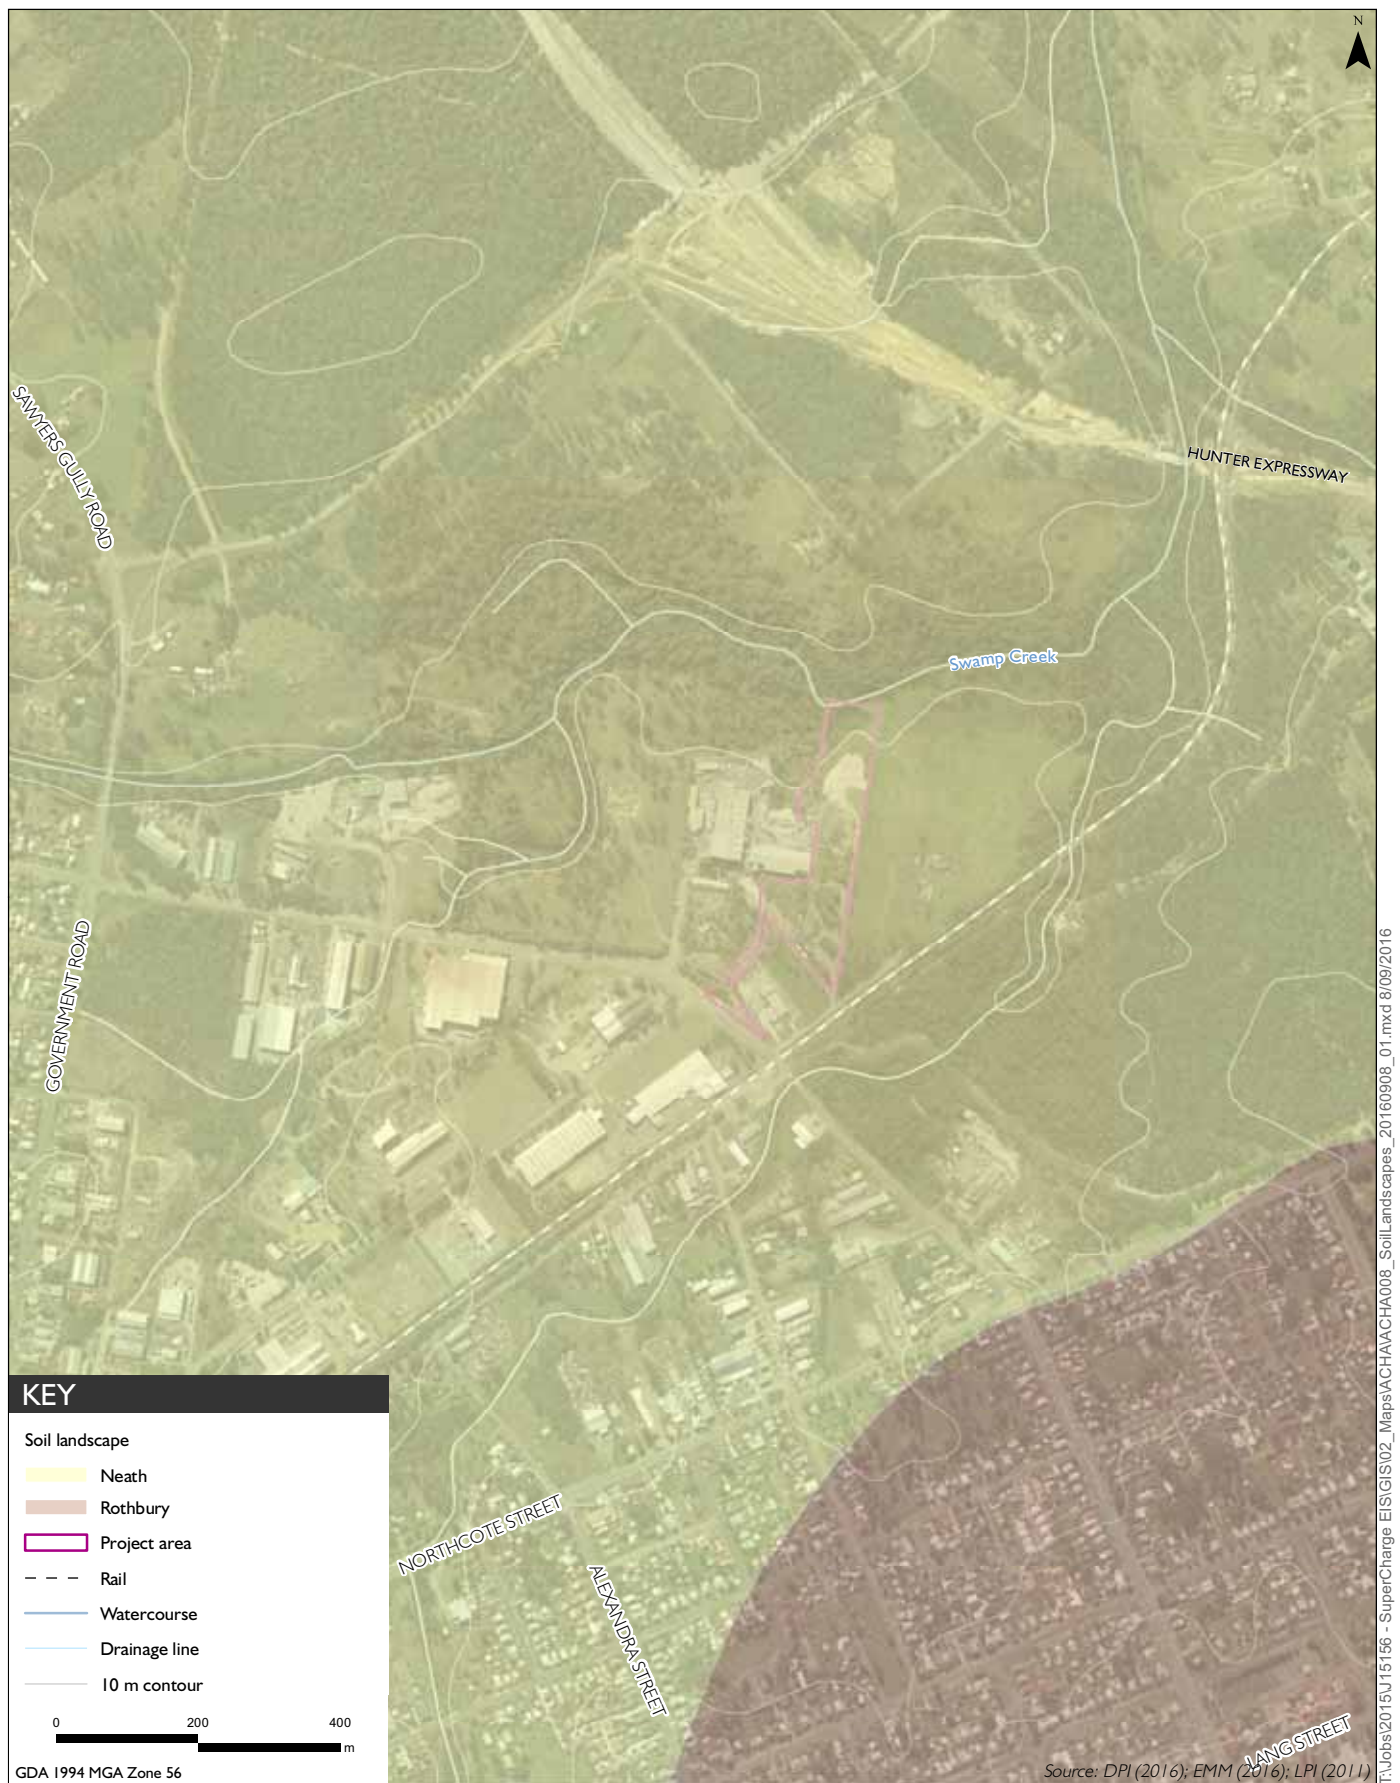 N
HUNTER EXPRESSWAY
SAWYERS GULLY ROAD
Swamp Creek
GOVERNMENT ROAD
NORTHCOTE STREET
ALEXANDRA STREET
LANG STREET
KEY
Soil landscape
Neath
Rothbury
Project area
Rail
Watercourse
Drainage line
10 m contour
0 200 400
m
GDA 1994 MGA Zone 56
Source: DPI (2016); EMM (2016); LPI (2011)
T:\Jobs\2015\J15156 - SuperCharge EIS\GIS\02_Maps\ACHA\ACHA008_SoilLandscapes_20160908_01.mxd 8/09/2016